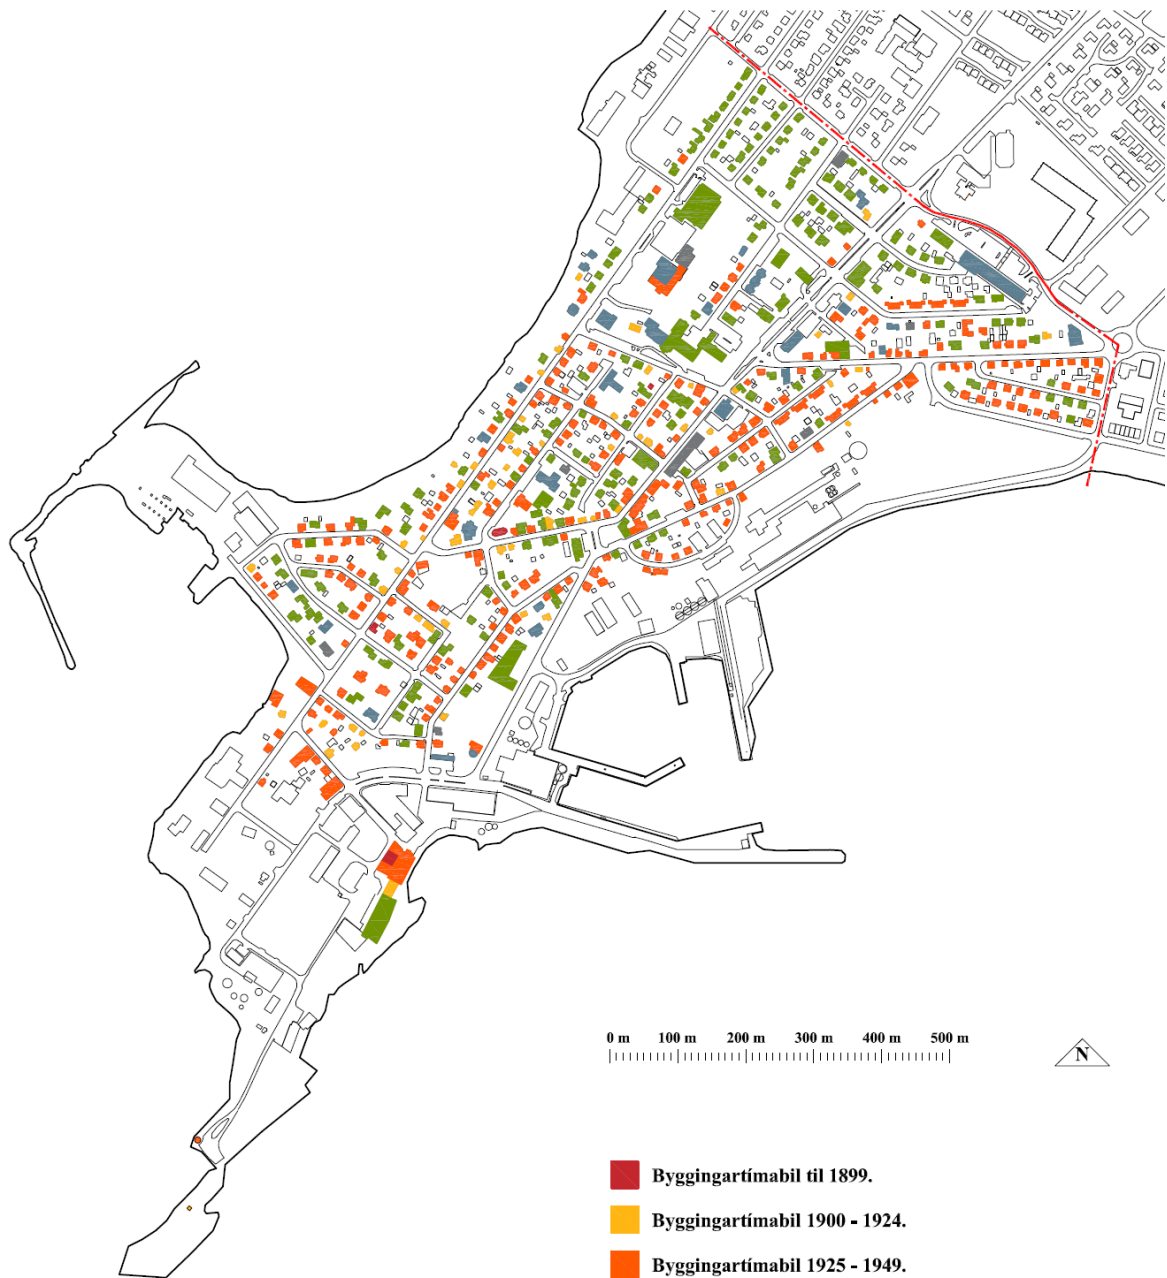 0 m 100 m 200 m 300 m 400 m 500 m
N
Byggingartímabil til 1899.
Byggingartímabil 1900 - 1924.
Byggingartímabil 1925 - 1949.